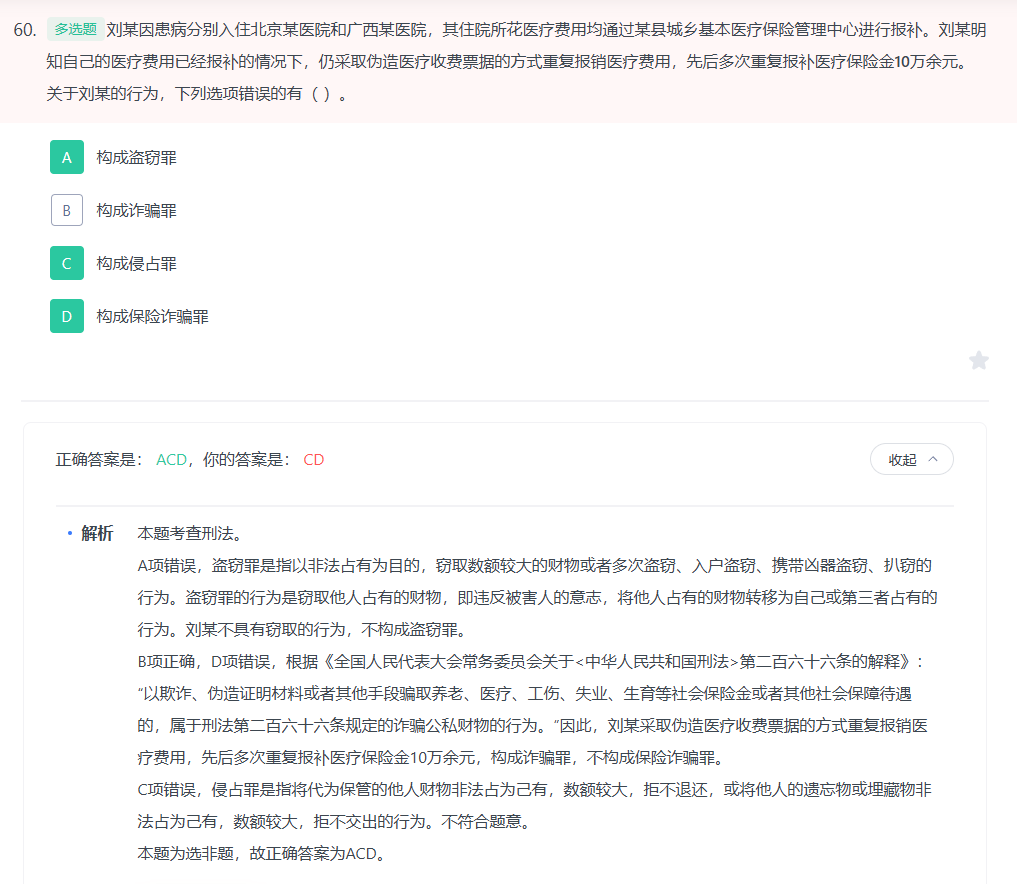 60. 多选题 刘某因患病分别入住北京某医院和广西某医院，其住院所花医疗费用均通过某县城乡基本医疗保险管理中心进行报补。刘某明
知自己的医疗费用已经报补的情况下，仍采取伪造医疗收费票据的方式重复报销医疗费用，先后多次重复报补医疗保险金10万余元。
关于刘某的行为，下列选项错误的有（ ）。
A 构成盗窃罪
B 构成诈骗罪
C 构成侵占罪
D 构成保险诈骗罪
正确答案是： ACD，你的答案是： CD
收起
• 解析 本题考查刑法。
A项错误，盗窃罪是指以非法占有为目的，窃取数额较大的财物或者多次盗窃、入户盗窃、携带凶器盗窃、扒窃的
行为。盗窃罪的行为是窃取他人占有的财物，即违反被害人的意志，将他人占有的财物转移为自己或第三者占有的
行为。刘某不具有窃取的行为，不构成盗窃罪。
B项正确，D项错误，根据《全国人民代表大会常务委员会关于<中华人民共和国刑法>第二百六十六条的解释》：
“以欺诈、伪造证明材料或者其他手段骗取养老、医疗、工伤、失业、生育等社会保险金或者其他社会保障待遇
的，属于刑法第二百六十六条规定的诈骗公私财物的行为。”因此，刘某采取伪造医疗收费票据的方式重复报销医
疗费用，先后多次重复报补医疗保险金10万余元，构成诈骗罪，不构成保险诈骗罪。
C项错误，侵占罪是指将代为保管的他人财物非法占为己有，数额较大，拒不退还，或将他人的遗忘物或埋藏物非
法占为己有，数额较大，拒不交出的行为。不符合题意。
本题为选非题，故正确答案为ACD。